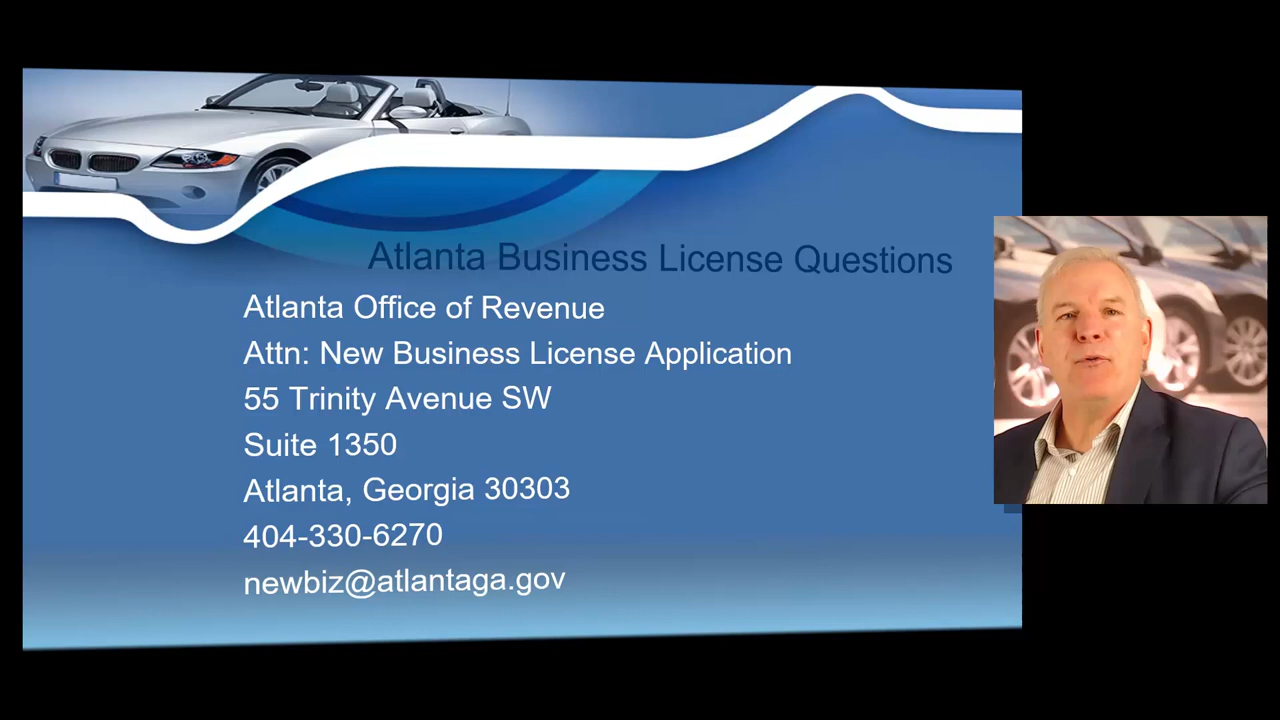 Atlanta Business License Questions
Atlanta Office of Revenue
Attn: New Business License Application
55 Trinity Avenue SW
Suite 1350
Atlanta, Georgia 30303
404-330-6270
newbiz@atlantaga.gov